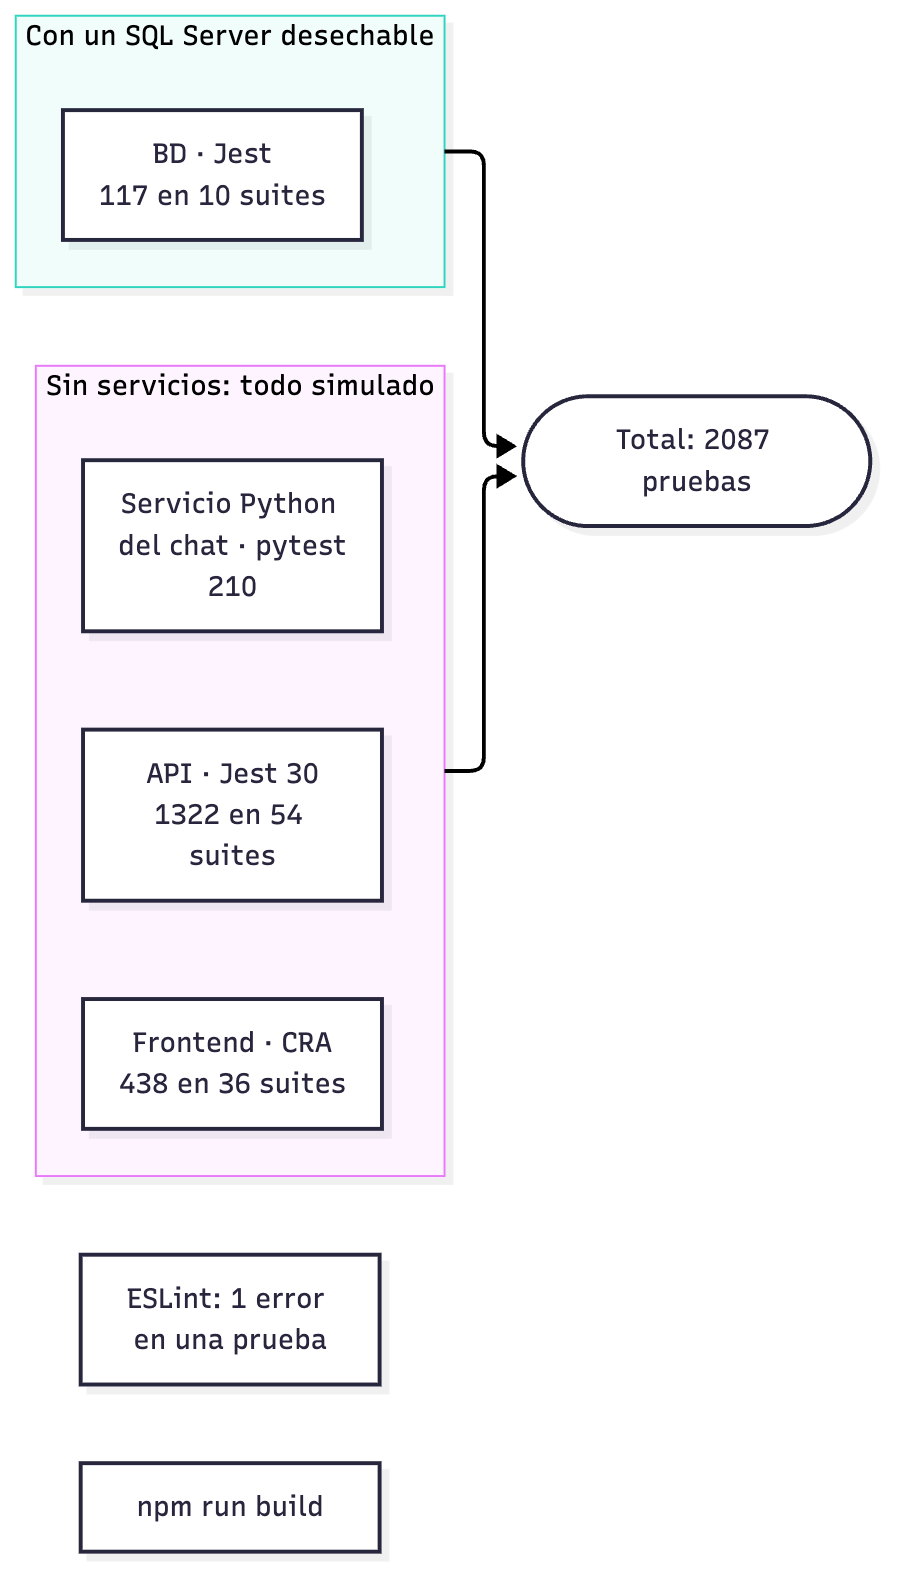 Con un SQL Server desechable
BD · Jest
117 en 10 suites
Sin servicios: todo simulado
Servicio Python
del chat · pytest
210
API · Jest 30
1322 en 54
suites
Frontend · CRA
438 en 36 suites
Total: 2087
pruebas
ESLint: 1 error
en una prueba
npm run build